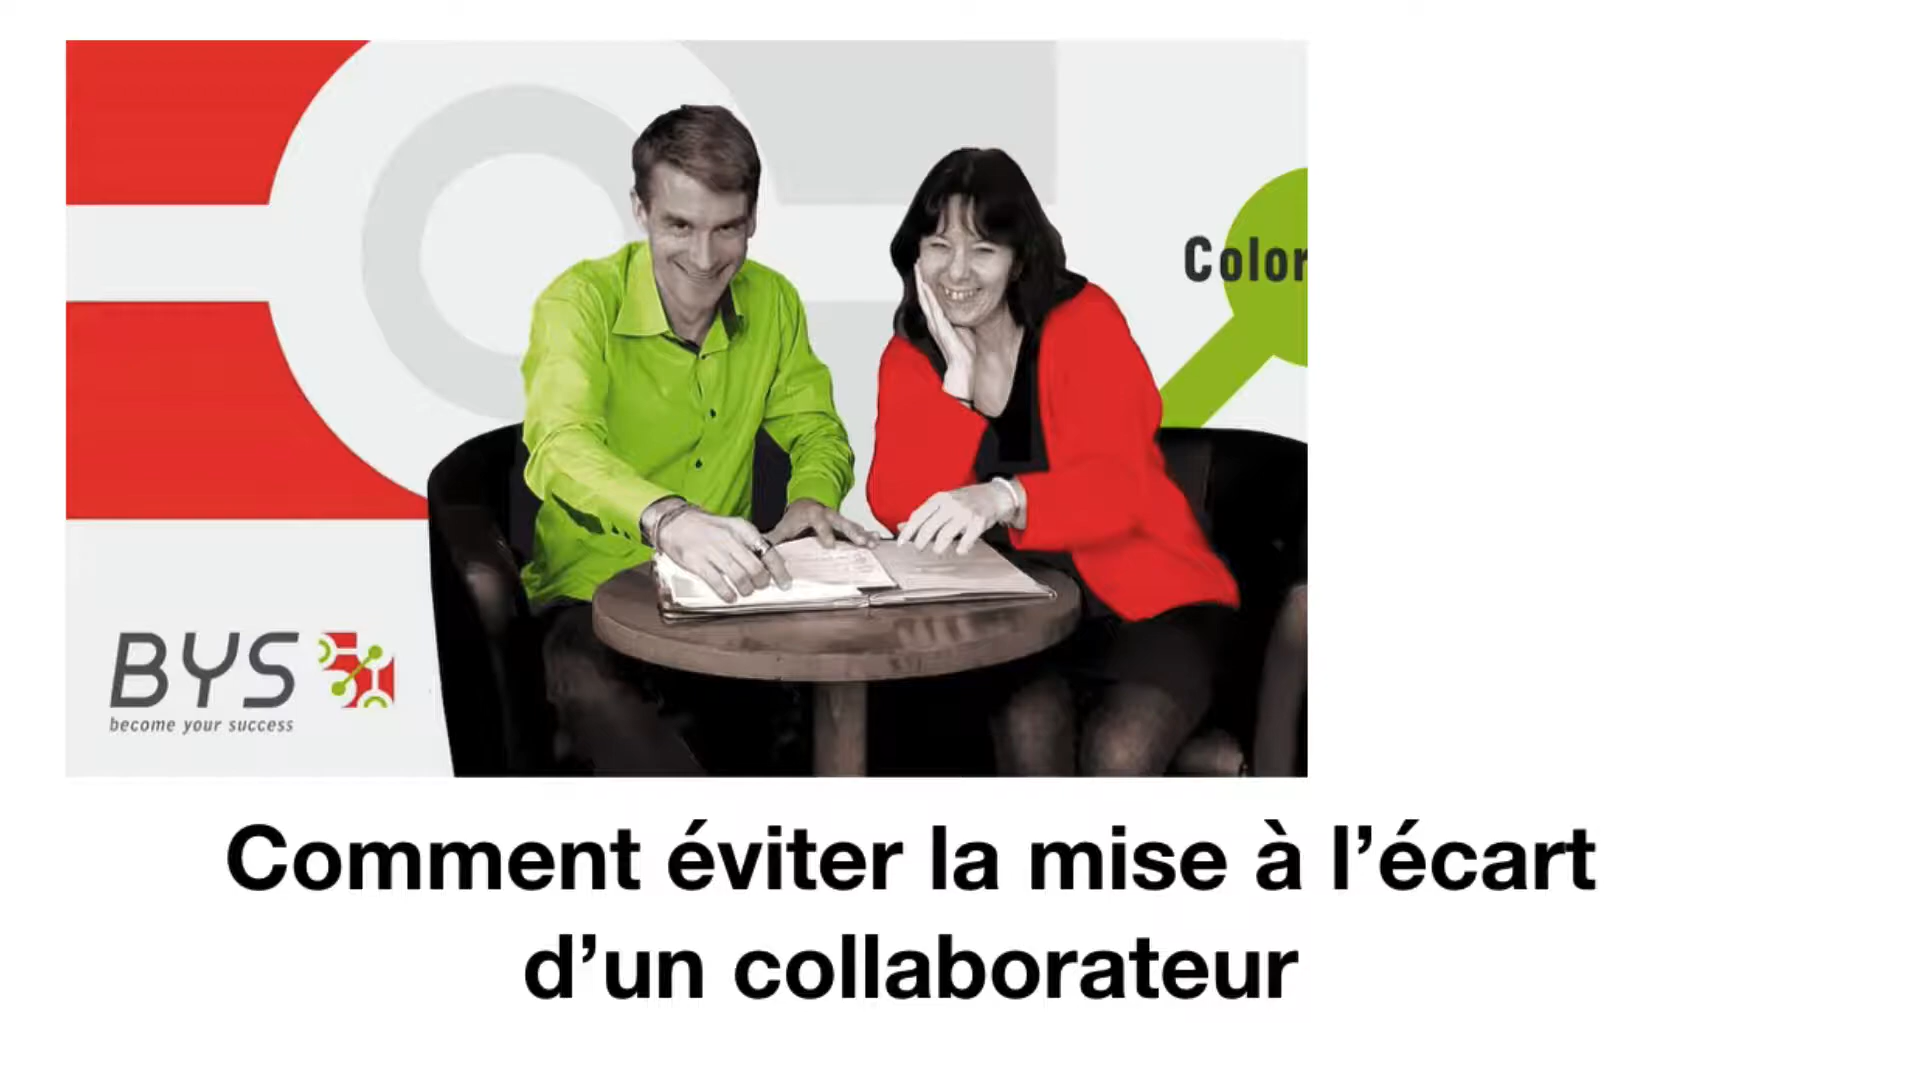 Color
BYS
become your success
Comment éviter la mise à l’écart
d’un collaborateur